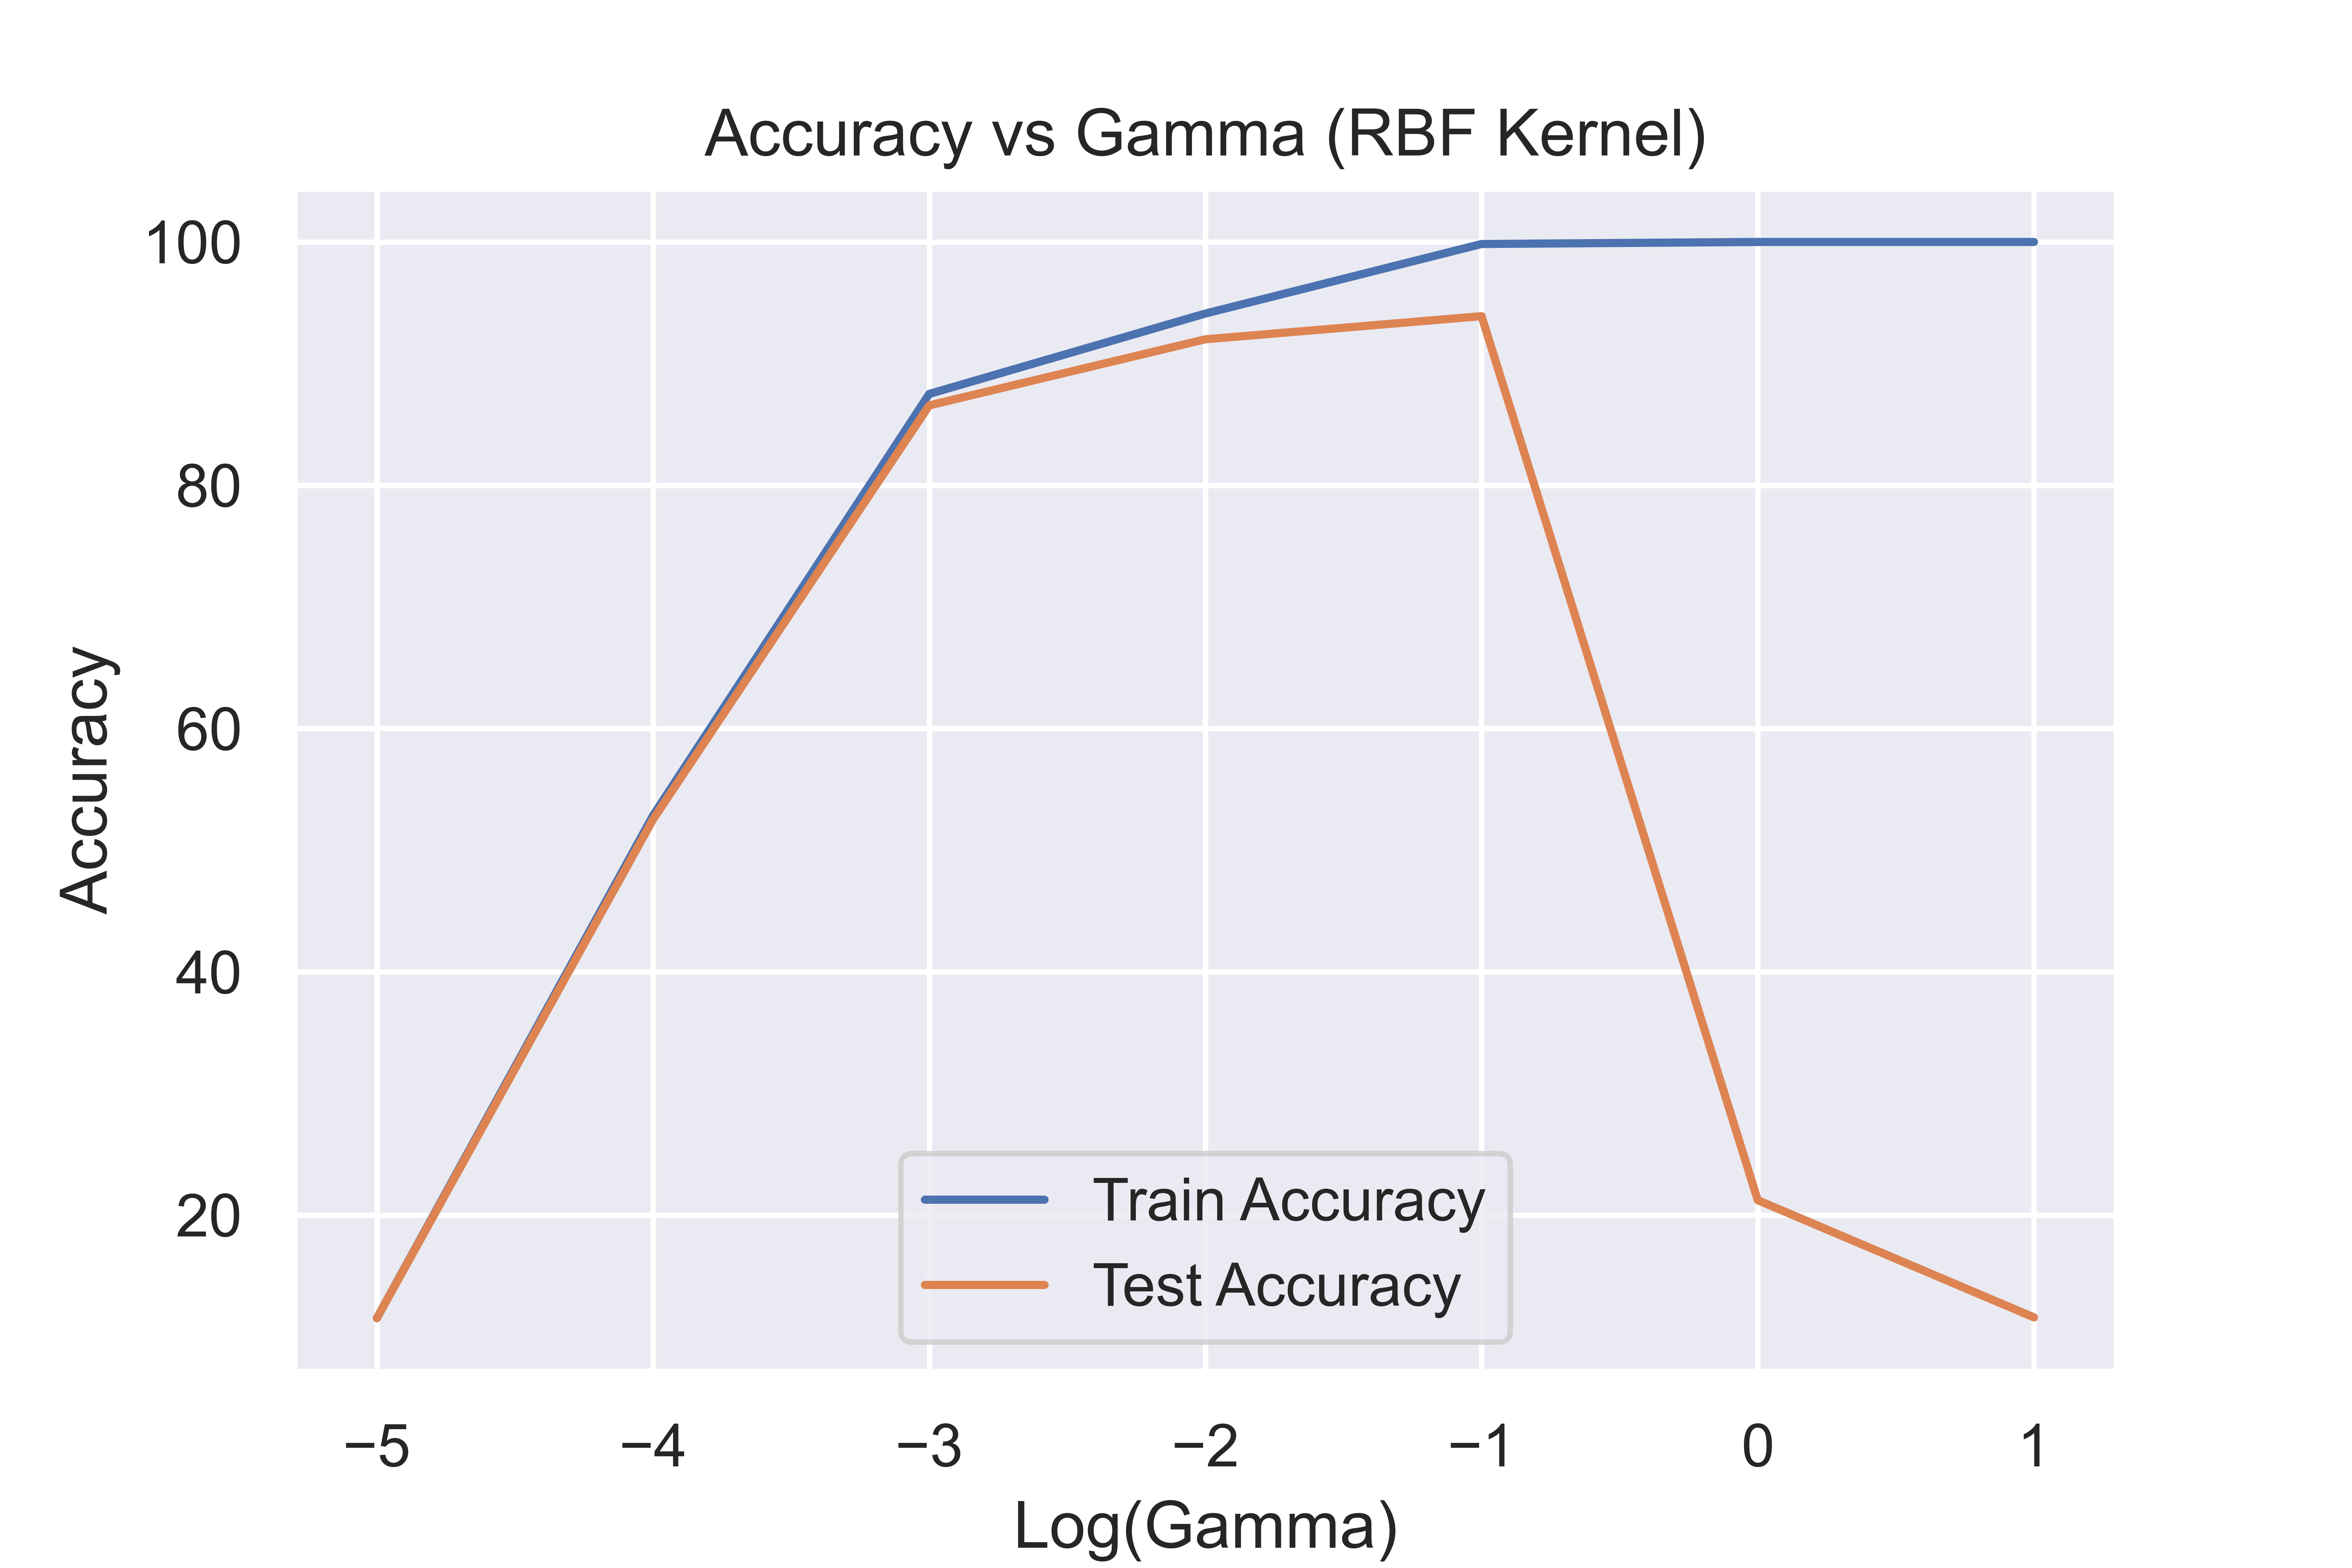 Accuracy vs Gamma (RBF Kernel)
100
80
60
40
20
Accuracy
Train Accuracy
Test Accuracy
−5 −4 −3 −2 −1 0 1
Log(Gamma)